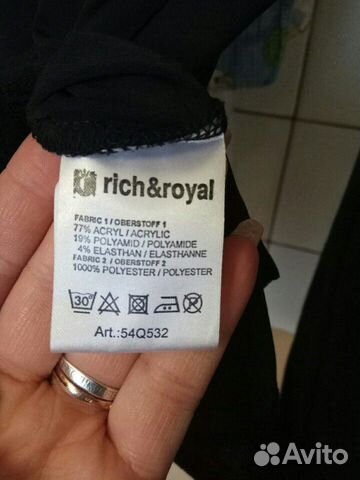 rich&royal
FABRIC 1 / OBERSTOFF 1
77% ACRYL / ACRYLIC
19% POLYAMID / POLYAMIDE
4% ELASTHAN / ELASTHANNE
FABRIC 2 / OBERSTOFF 2
1000% POLYESTER / POLYESTER
30°
Art.:54Q532
Avito